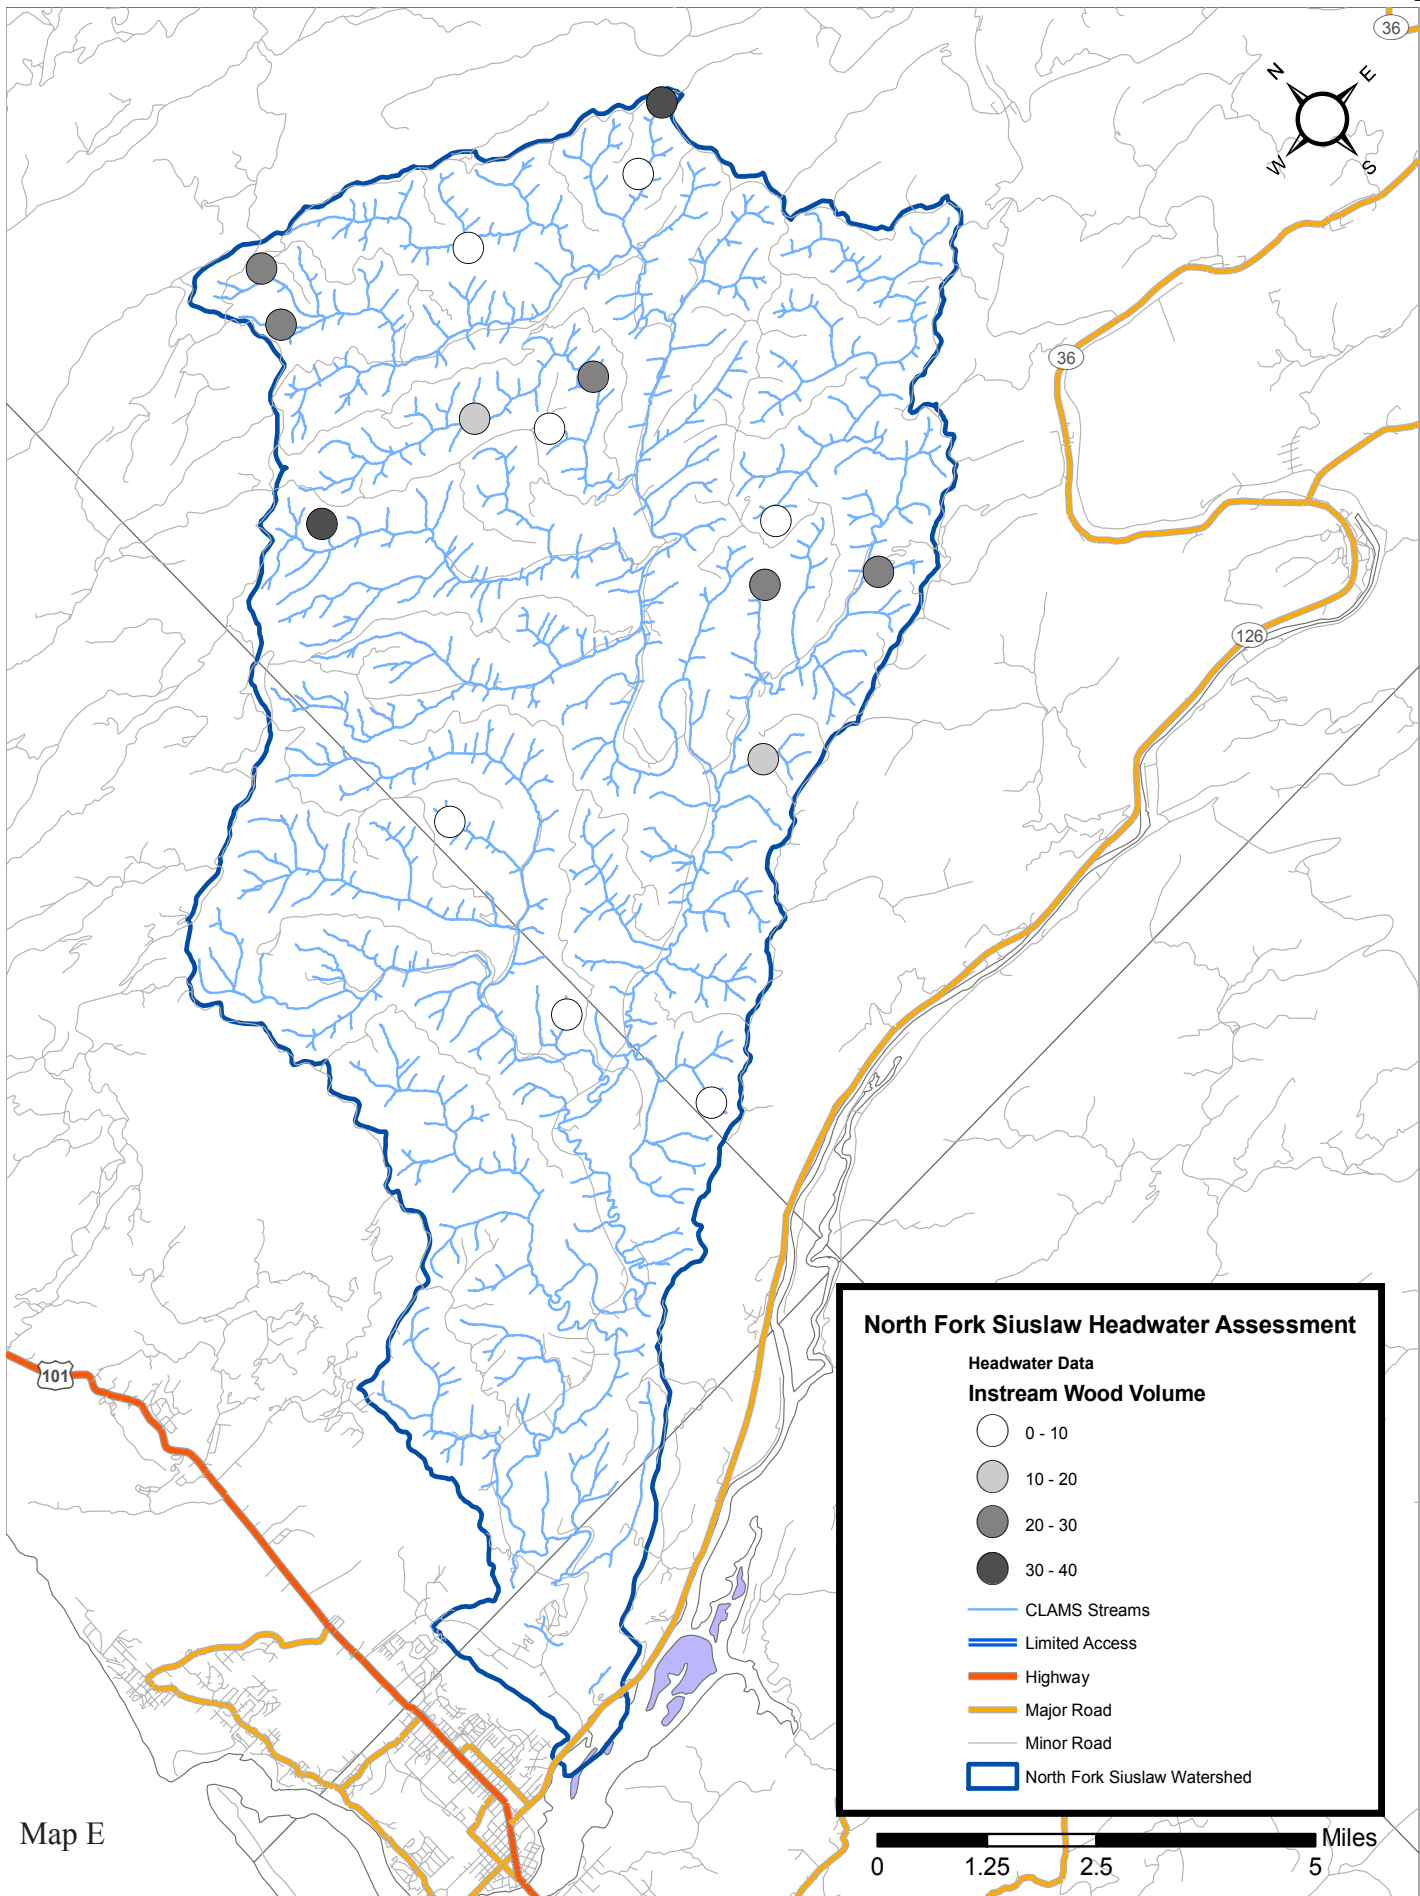 36
N
E
W
S
36
126
101
North Fork Siuslaw Headwater Assessment
Headwater Data
Instream Wood Volume
0 - 10
10 - 20
20 - 30
30 - 40
CLAMS Streams
Limited Access
Highway
Major Road
Minor Road
North Fork Siuslaw Watershed
Map E
Miles
0 1.25 2.5 5